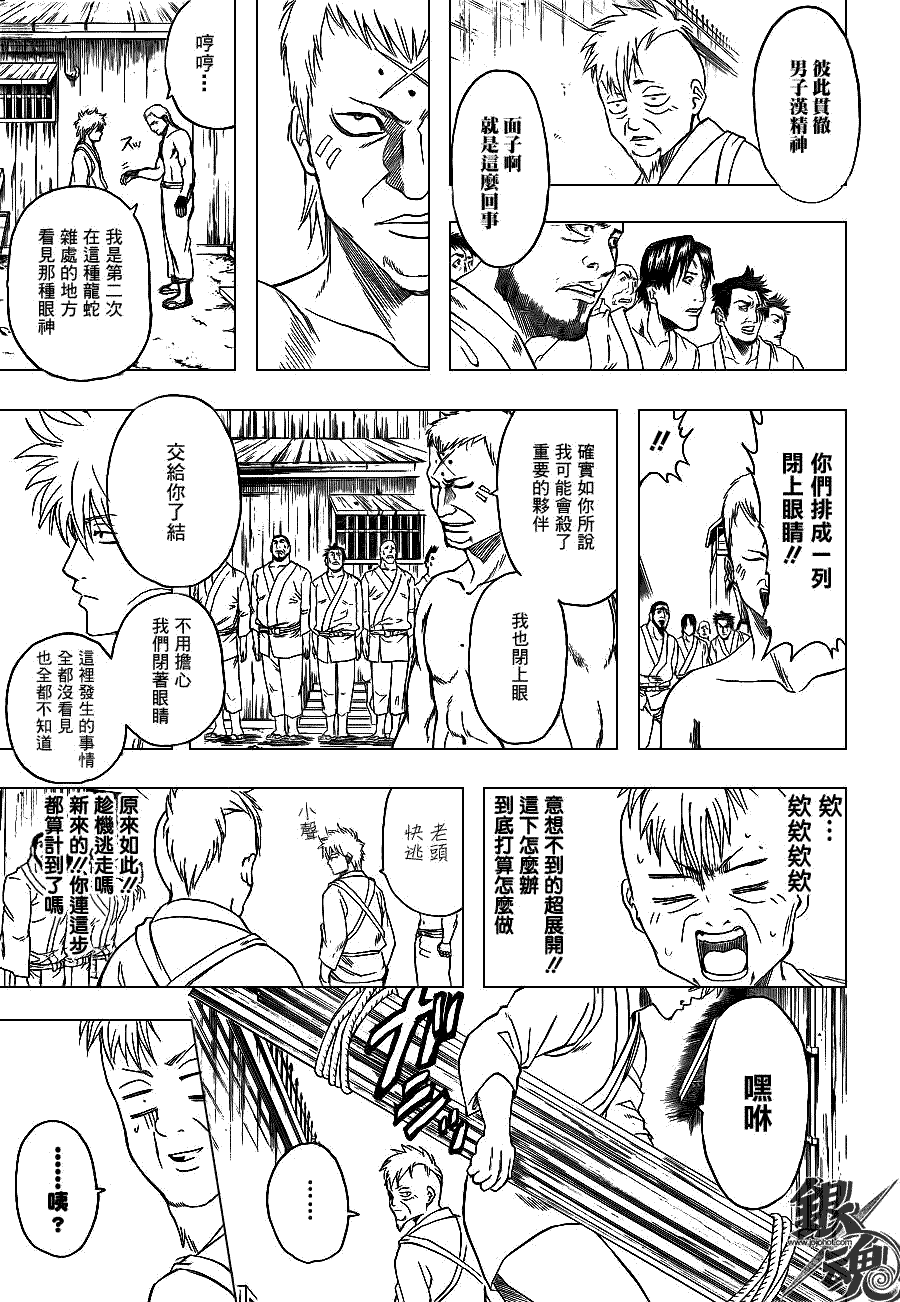 彼此貫徹
男子漢精神
面子啊
就是這麼回事
哼哼…
ズッ
我是第二次
在這種龍蛇
雜處的地方
看見那種眼神
!!
你們排成一列
閉上眼睛!!
確實如你所說
我可能會殺了
重要的夥伴
我也閉上眼
交給你了結
不用擔心
我們閉著眼睛
這裡發生的事情
全都沒看見
也全都不知道
欸…
欸欸欸欸
意想不到的超展開!!
這下怎麼辦
到底打算怎麼做
老頭
快逃
小聲
原來如此!!
趁機逃走嗎
新來的!!你連這步
都算計到了嗎
嘿咻
ガガッ
……
……咦?
銀魂
www.jojohot.com